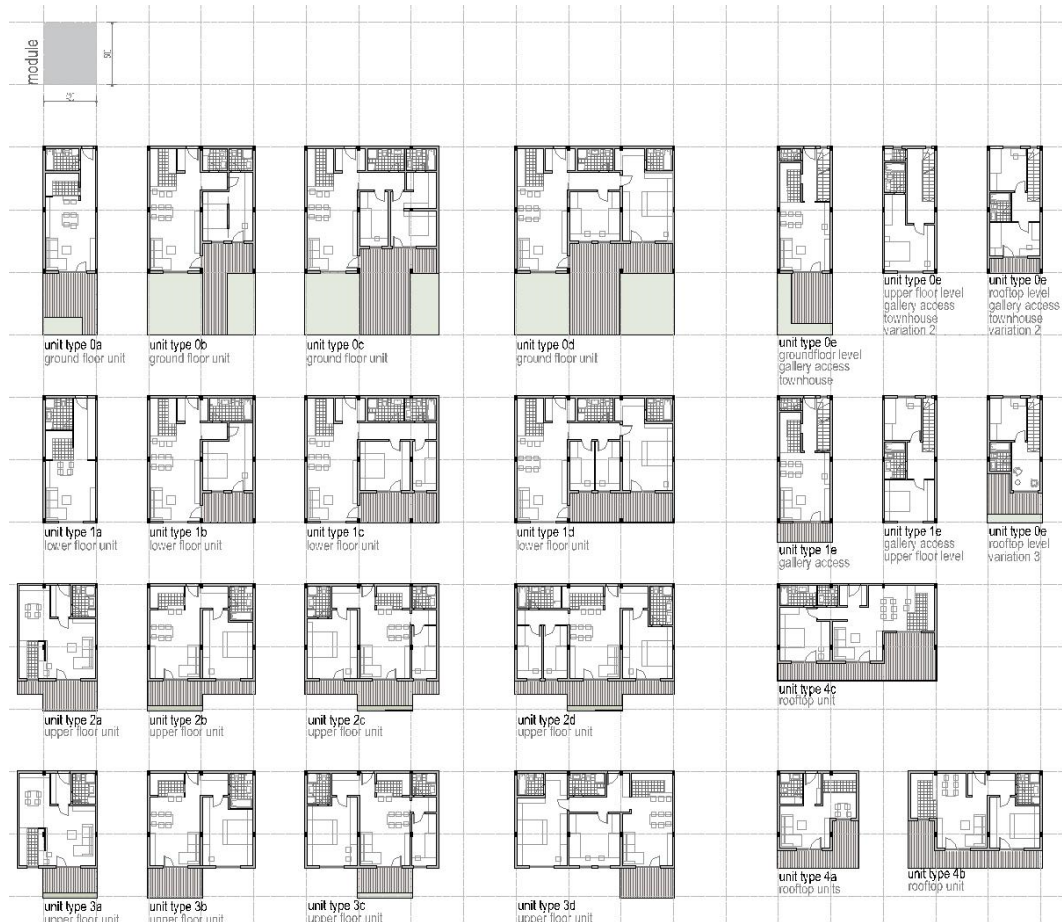 module
unit type 0a
ground floor unit
unit type 0b
ground floor unit
unit type 0c
ground floor unit
unit type 0d
ground floor unit
unit type 0e
groundfloor level
gallery access
townhouse
unit type 0e
upper floor level
gallery access
townhouse
variation 2
unit type 0e
rooftop level
gallery access
townhouse
variation 2
unit type 1a
lower floor unit
unit type 1b
lower floor unit
unit type 1c
lower floor unit
unit type 1d
lower floor unit
unit type 1e
gallery access
unit type 1e
gallery access
upper floor level
unit type 0e
rooftop level
variation 3
unit type 2a
upper floor unit
unit type 2b
upper floor unit
unit type 2c
upper floor unit
unit type 2d
upper floor unit
unit type 4c
rooftop unit
unit type 3a
upper floor unit
unit type 3b
upper floor unit
unit type 3c
upper floor unit
unit type 3d
upper floor unit
unit type 4a
rooftop units
unit type 4b
rooftop unit